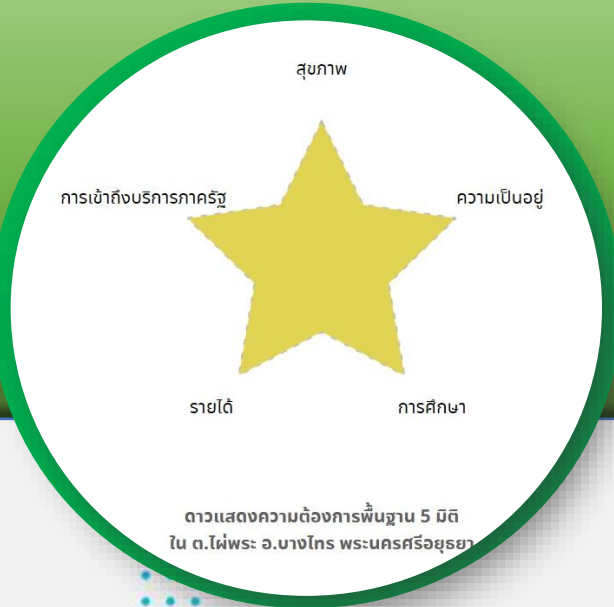 สุขภาพ
การเข้าถึงบริการภาครัฐ
ความเป็นอยู่
รายได้
การศึกษา
ดาวแสดงความต้องการพื้นฐาน 5 มิติ
ใน ต.ไผ่พระ อ.บางไทร พระนครศรีอยุธยา